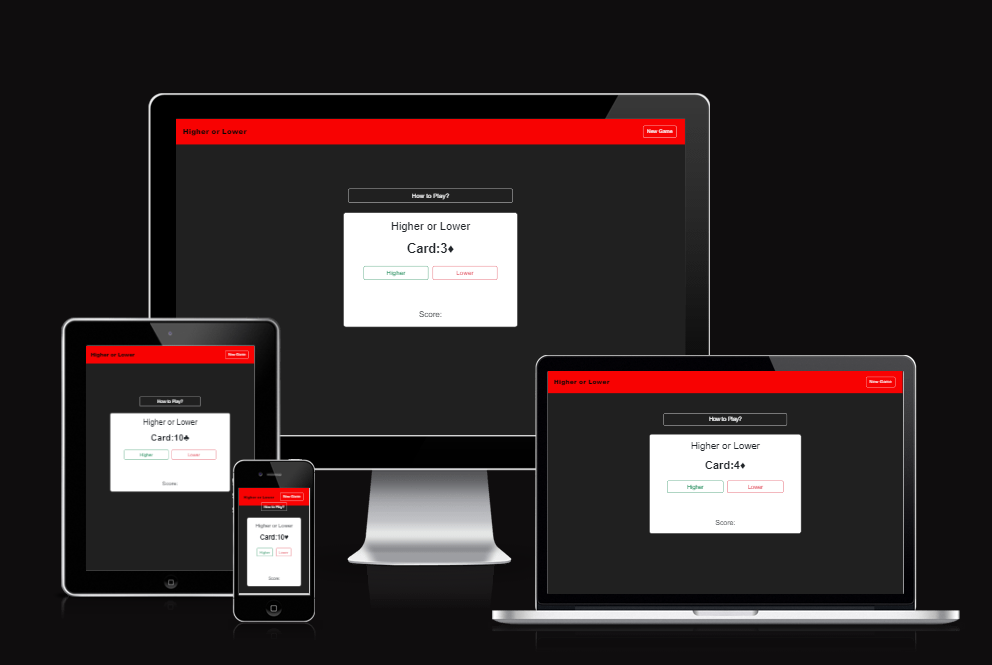 Higher or Lower New Game
How to Play?
Higher or Lower
Card:3♦
Higher Lower
Score:
Higher or Lower New Game
How to Play?
Higher or Lower
Card:10♣
Higher Lower
Score:
Higher or Lower New Game
How to Play?
Higher or Lower
Card:10♥
Higher Lower
Score:
Higher or Lower New Game
How to Play?
Higher or Lower
Card:4♦
Higher Lower
Score: